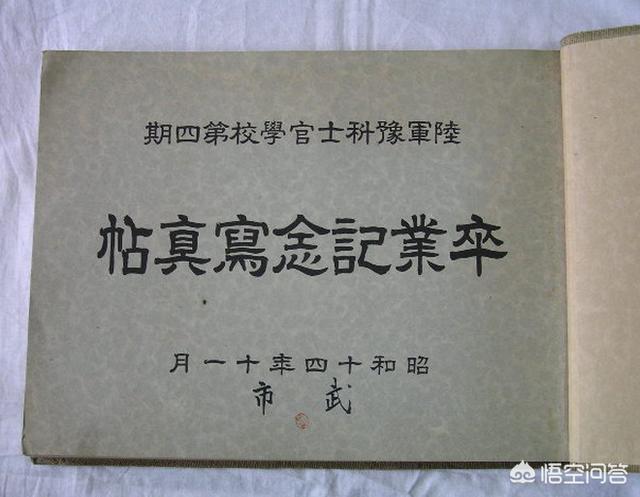 陸軍豫科士官學校第四期
卒業記念寫眞帖
昭和十四年十一月
武市
悟空问答